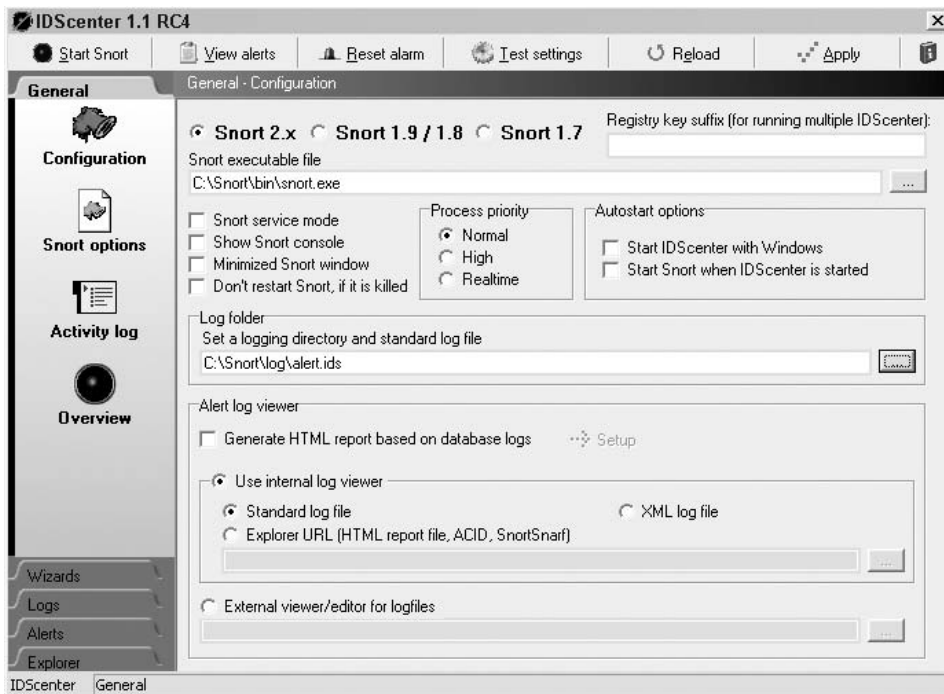 IDScenter 1.1 RC4
Start Snort View alerts Reset alarm Test settings Reload Apply
General
Configuration
Snort options
Activity log
Overview
Wizards
Logs
Alerts
Explorer
General - Configuration
Snort 2.x Snort 1.9 / 1.8 Snort 1.7
Registry key suffix (for running multiple IDScenter):
Snort executable file
C:\Snort\bin\snort.exe
...
Snort service mode
Show Snort console
Minimized Snort window
Don't restart Snort, if it is killed
Process priority
Normal
High
Realtime
Autostart options
Start IDScenter with Windows
Start Snort when IDScenter is started
Log folder
Set a logging directory and standard log file
C:\Snort\log\alert.ids
...
Alert log viewer
Generate HTML report based on database logs Setup
Use internal log viewer
Standard log file XML log file
Explorer URL (HTML report file, ACID, SnortSnarf)
...
External viewer/editor for logfiles
...
IDScenter General